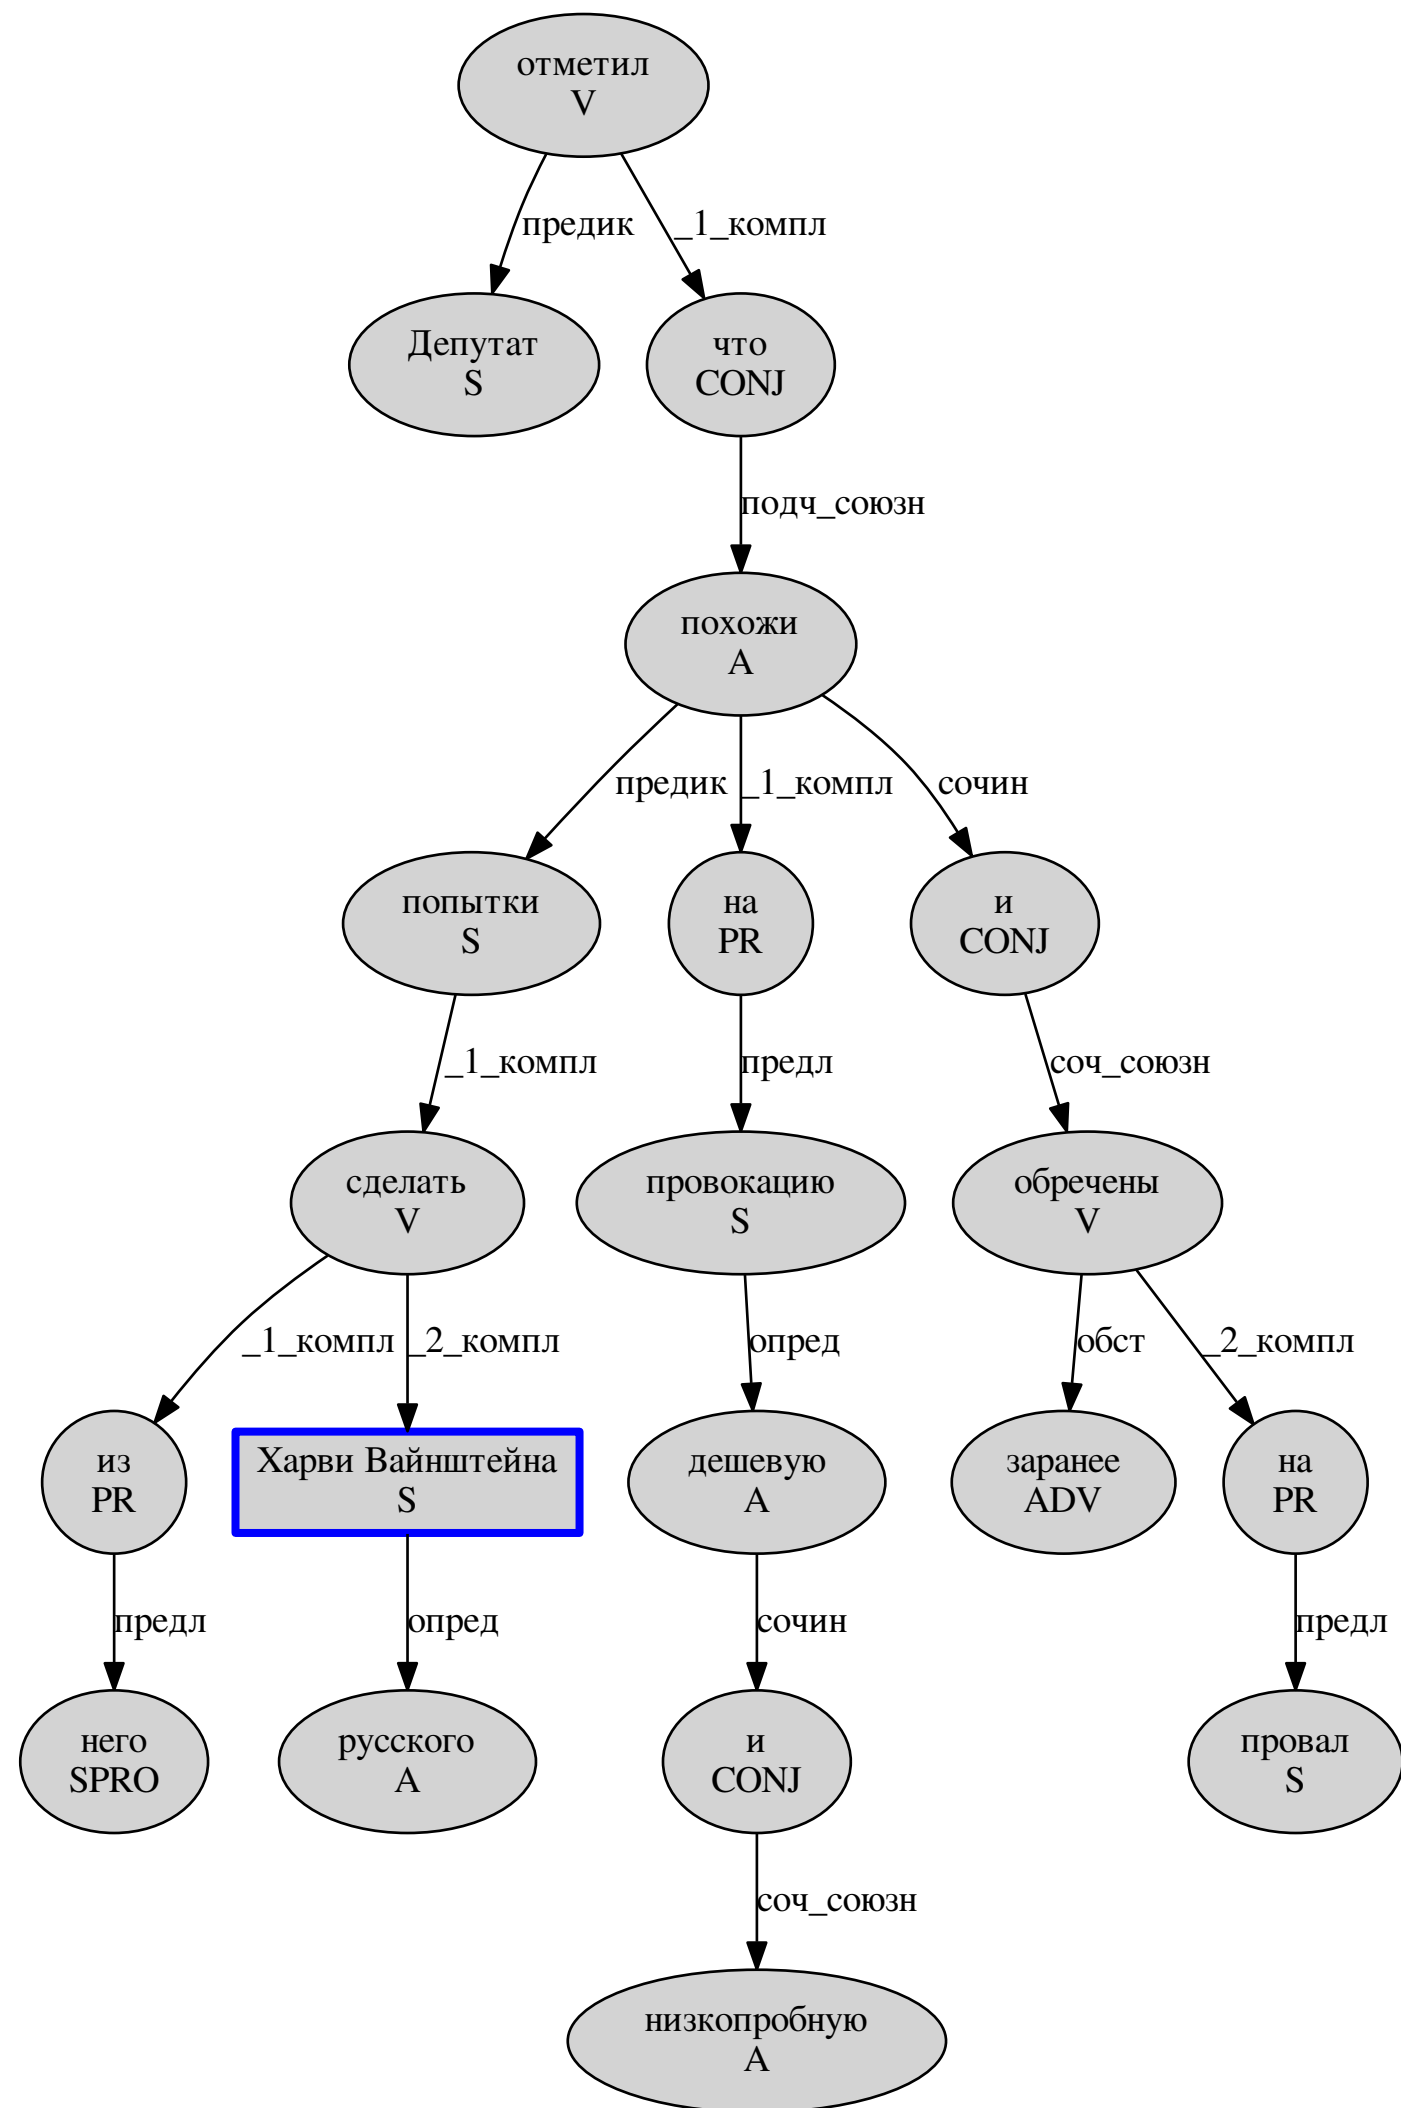 отметил
V
предик
_1_компл
Депутат
S
что
CONJ
подч_союзн
похожи
A
предик
_1_компл
сочин
попытки
S
на
PR
и
CONJ
_1_компл
предл
соч_союзн
сделать
V
провокацию
S
обречены
V
_1_компл
_2_компл
опред
обст
_2_компл
из
PR
Харви Вайнштейна
S
дешевую
A
заранее
ADV
на
PR
предл
опред
сочин
предл
него
SPRO
русского
A
и
CONJ
провал
S
соч_союзн
низкопробную
A